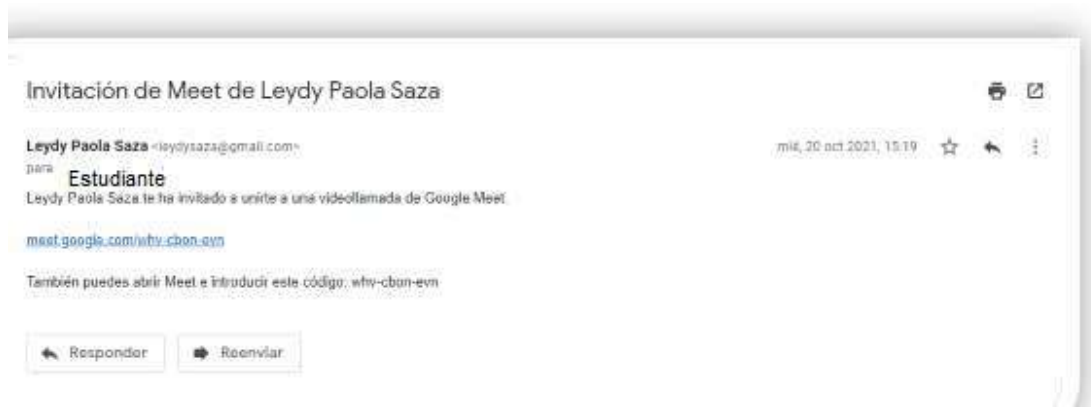 Invitación de Meet de Leydy Paola Saza
Leydy Paola Saza <leydysaza@gmail.com> mié, 20 oct 2021, 15:19
para Estudiante
Leydy Paola Saza te ha invitado a unirte a una videollamada de Google Meet
meet.google.com/whv-cbon-evn
También puedes abrir Meet e introducir este código: whv-cbon-evn
Responder Reenviar